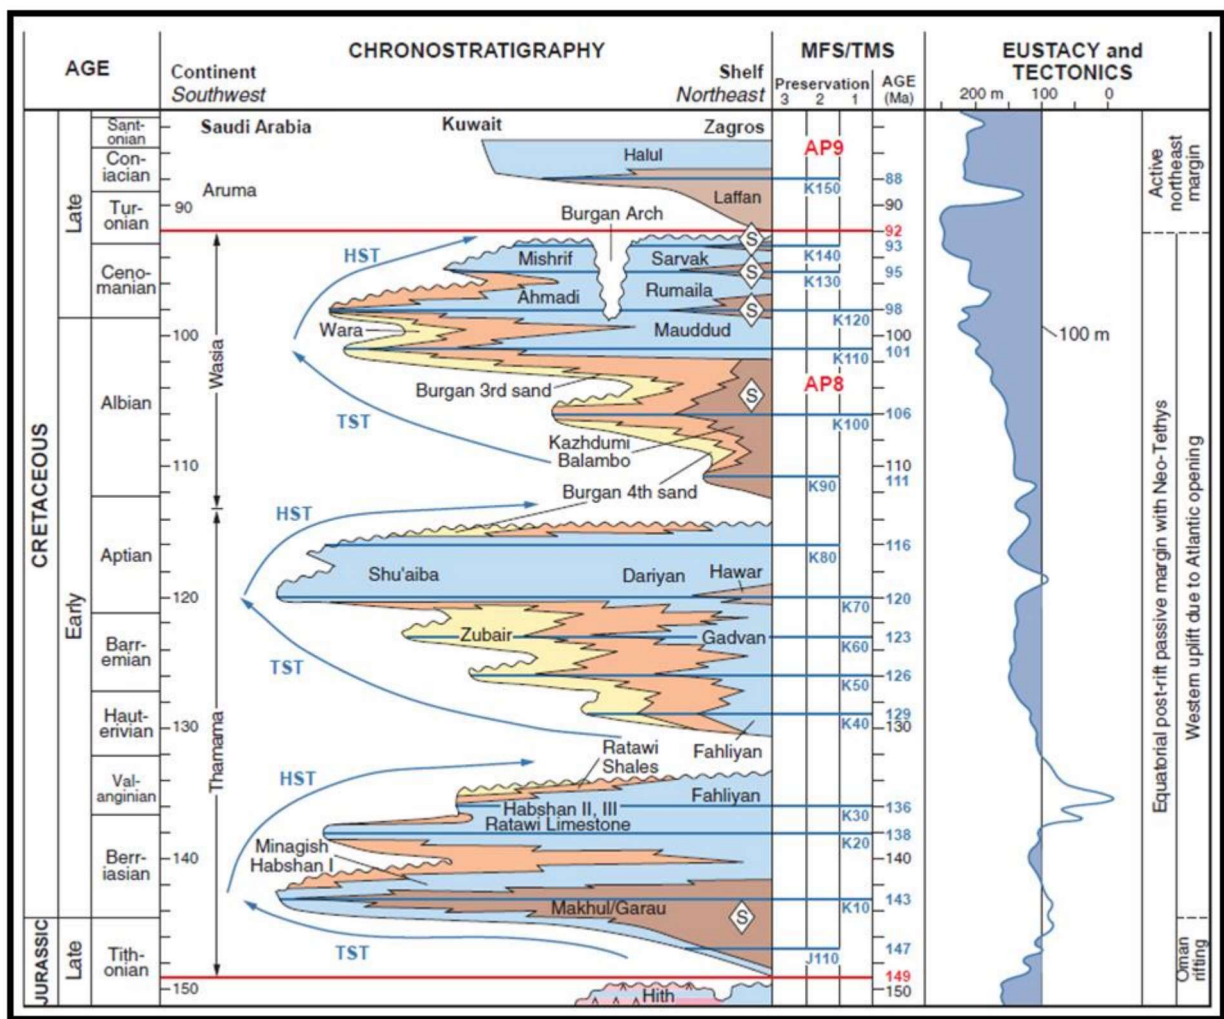 CHRONOSTRATIGRAPHY
MFS/TMS
EUSTACY and
TECTONICS
AGE
Continent
Southwest
Shelf
Northeast
Preservation
3 2 1
AGE
(Ma)
200 m 100 0
Saudi Arabia
Kuwait
Zagros
CRETACEOUS
JURASSIC
Late
Early
Late
Sant-
onian
Con-
iacian
Tur-
onian
Ceno-
manian
Albian
Aptian
Barr-
emian
Haut-
erivian
Val-
anginian
Berr-
iasian
Tith-
onian
90
100
110
120
130
140
150
Aruma
Wasia
Thamama
Halul
Laffan
Burgan Arch
HST
Mishrif
Sarvak
S
S
Ahmadi
Rumaila
S
Wara
Mauddud
Burgan 3rd sand
S
TST
Kazhdumi
Balambo
Burgan 4th sand
HST
Shu'aiba
Dariyan
Hawar
Zubair
Gadvan
TST
Fahliyan
Ratawi
Shales
HST
Fahliyan
Habshan II, III
Ratawi Limestone
Minagish
Habshan I
Makhul/Garau
S
TST
Hith
AP9
K150
K140
K130
K120
K110
AP8
K100
K90
K80
K70
K60
K50
K40
K30
K20
K10
J110
88
90
92
93
95
98
100
101
106
110
111
116
120
123
126
129
130
136
138
140
143
147
149
150
100 m
Active
northeast
margin
Equatorial post-rift passive margin with Neo-Tethys
Western uplift due to Atlantic opening
Oman
rifting